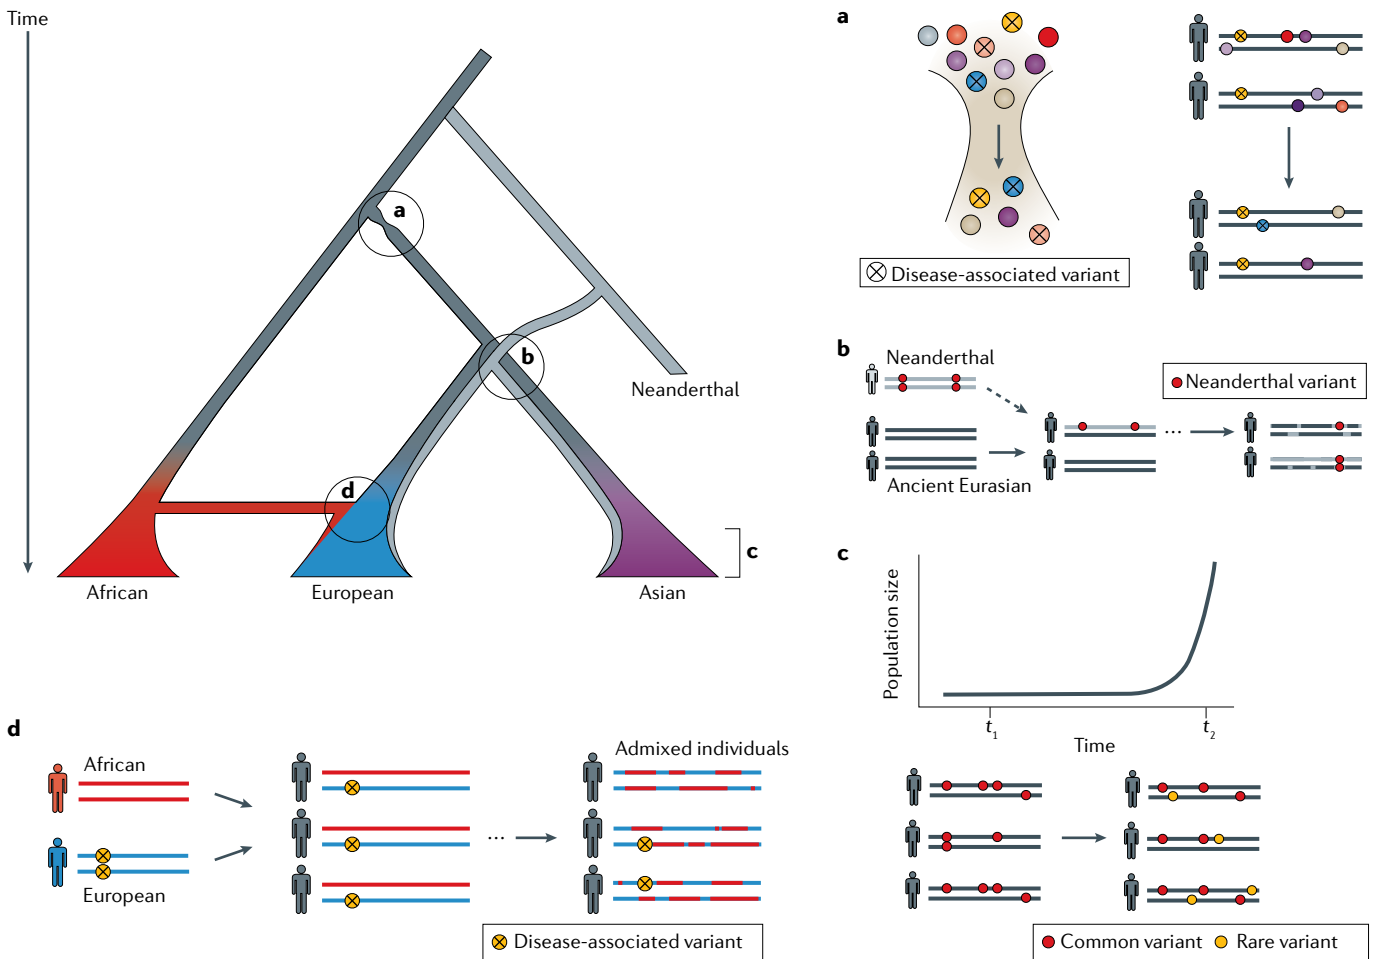 Time
a
b
Neanderthal
d
c
African
European
Asian
a
Disease-associated variant
b
Neanderthal
Neanderthal variant
...
Ancient Eurasian
c
Population size
t1
t2
Time
Common variant
Rare variant
d
African
European
...
Admixed individuals
Disease-associated variant